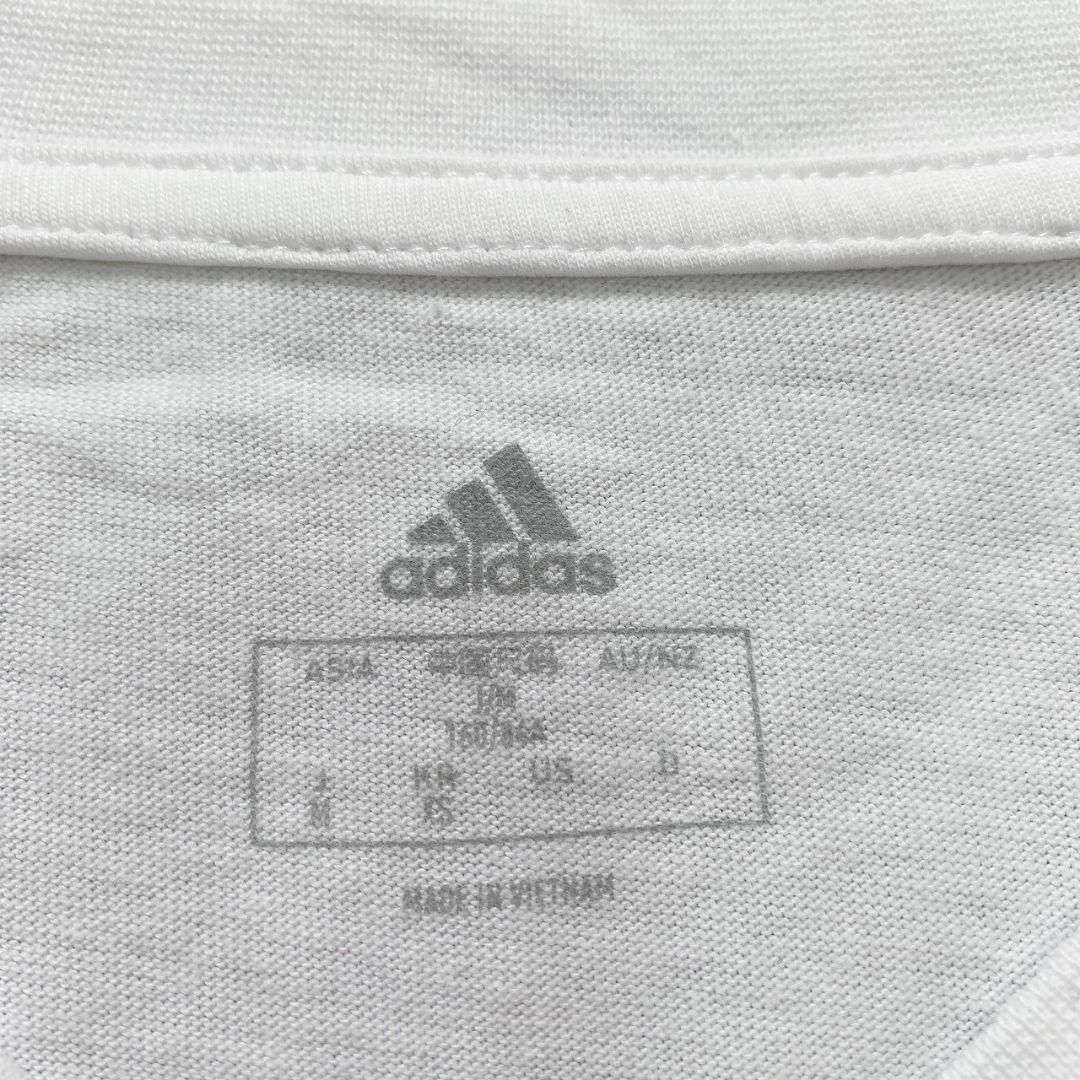 adidas
ASIA 中国尺码 AU/NZ
J/M
160/84A
J KR US D
M XS
MADE IN VIETNAM